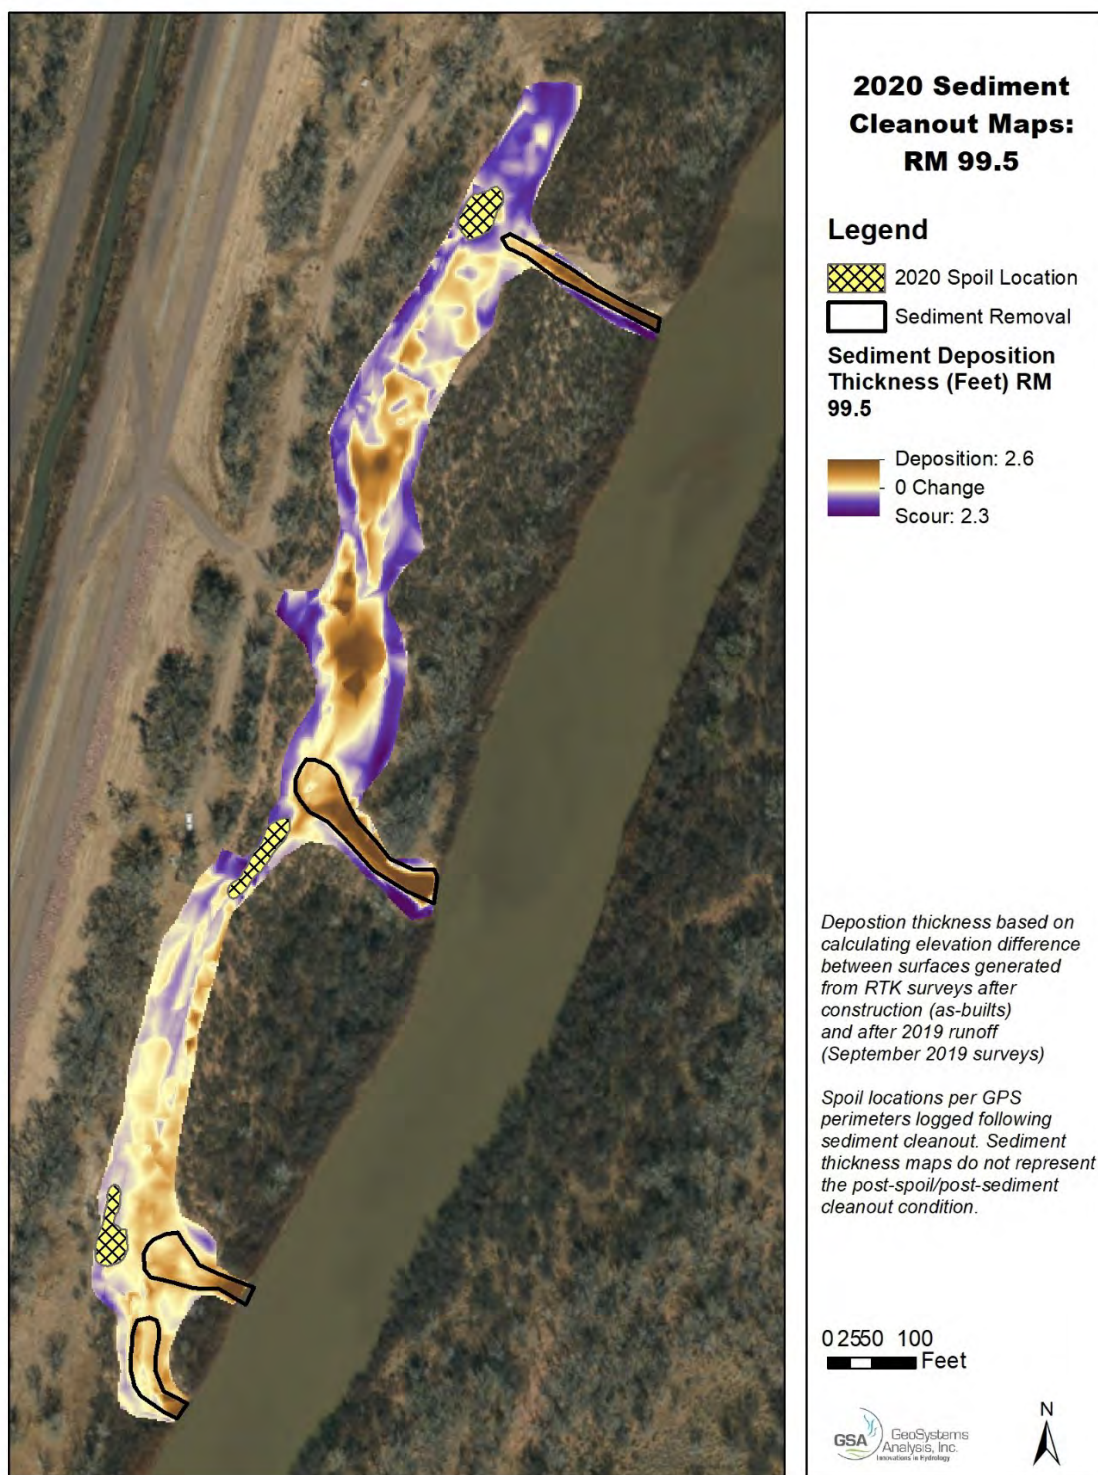 2020 Sediment
Cleanout Maps:
RM 99.5
Legend
2020 Spoil Location
Sediment Removal
Sediment Deposition
Thickness (Feet) RM
99.5
Deposition: 2.6
0 Change
Scour: 2.3
Depostion thickness based on
calculating elevation difference
between surfaces generated
from RTK surveys after
construction (as-builts)
and after 2019 runoff
(September 2019 surveys)
Spoil locations per GPS
perimeters logged following
sediment cleanout. Sediment
thickness maps do not represent
the post-spoil/post-sediment
cleanout condition.
0 25 50 100
Feet
GSA
GeoSystems
Analysis, Inc.
Innovations in Hydrology
N